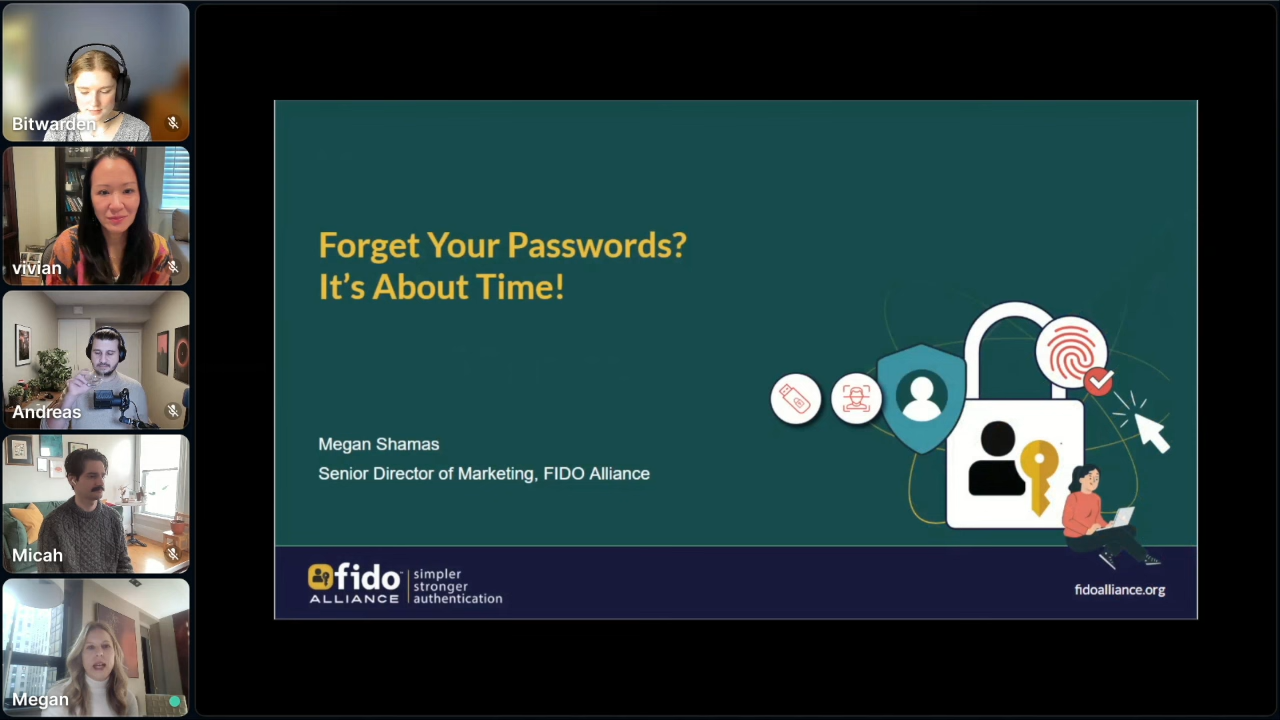 Bitwarden
vivian
Andreas
Micah
Megan
Forget Your Passwords?
It's About Time!
Megan Shamas
Senior Director of Marketing, FIDO Alliance
fido
ALLIANCE
simpler
stronger
authentication
fidoalliance.org